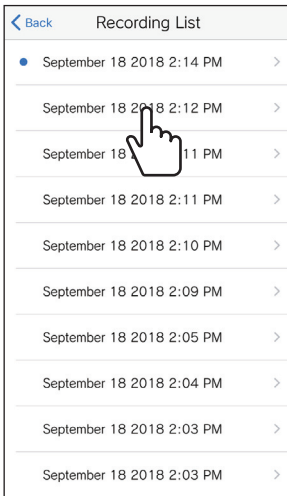 Back Recording List
September 18 2018 2:14 PM
September 18 2018 2:12 PM
September 18 11 PM
September 18 2018 2:11 PM
September 18 2018 2:10 PM
September 18 2018 2:09 PM
September 18 2018 2:05 PM
September 18 2018 2:04 PM
September 18 2018 2:03 PM
September 18 2018 2:03 PM